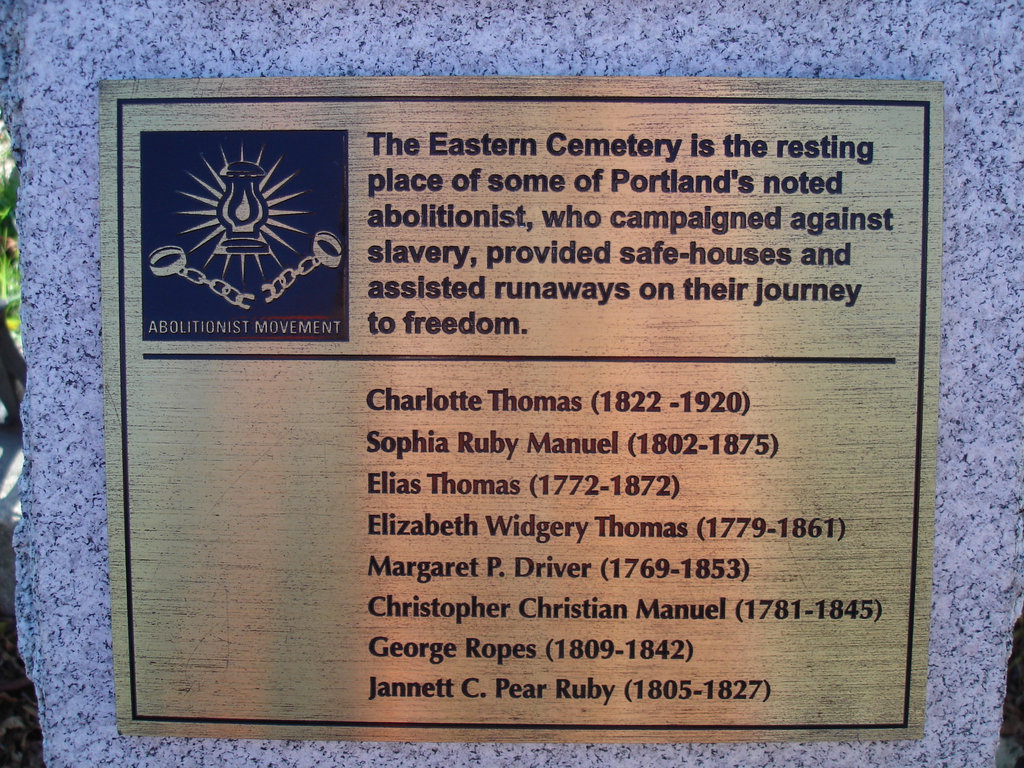 The Eastern Cemetery is the resting
place of some of Portland's noted
abolitionist, who campaigned against
slavery, provided safe-houses and
assisted runaways on their journey
to freedom.
ABOLITIONIST MOVEMENT
Charlotte Thomas (1822 -1920)
Sophia Ruby Manuel (1802-1875)
Elias Thomas (1772-1872)
Elizabeth Widgery Thomas (1779-1861)
Margaret P. Driver (1769-1853)
Christopher Christian Manuel (1781-1845)
George Ropes (1809-1842)
Jannett C. Pear Ruby (1805-1827)